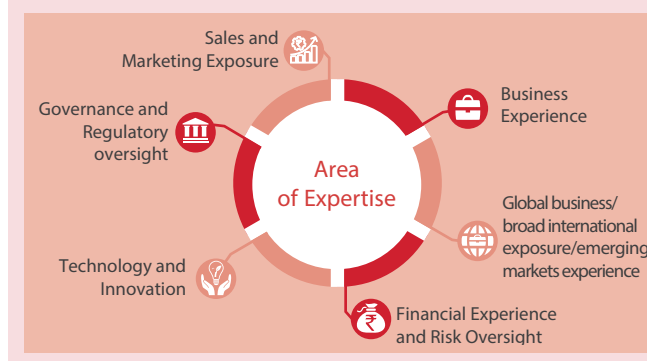 Sales and
Marketing Exposure
Business
Experience
Governance and
Regulatory
oversight
Area
of Expertise
Global business/
broad international
exposure/emerging
markets experience
Technology and
Innovation
₹
Financial Experience
and Risk Oversight